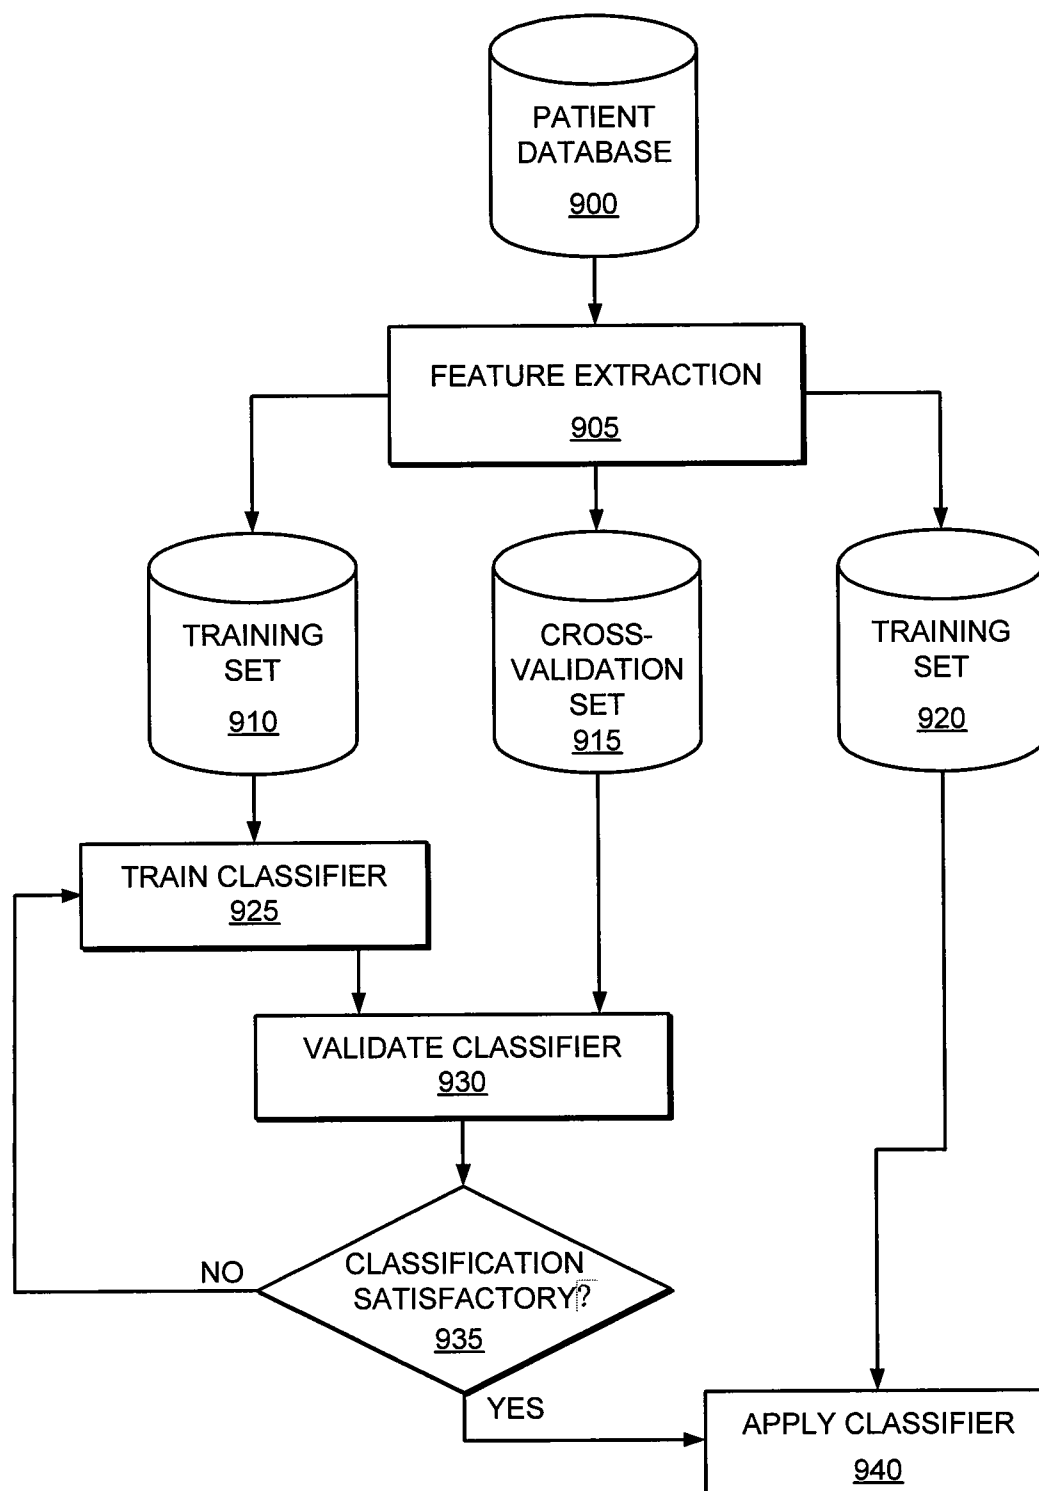 PATIENT
DATABASE
900
FEATURE EXTRACTION
905
TRAINING
SET
910
CROSS-
VALIDATION
SET
915
TRAINING
SET
920
TRAIN CLASSIFIER
925
VALIDATE CLASSIFIER
930
CLASSIFICATION
SATISFACTORY?
935
NO
YES
APPLY CLASSIFIER
940